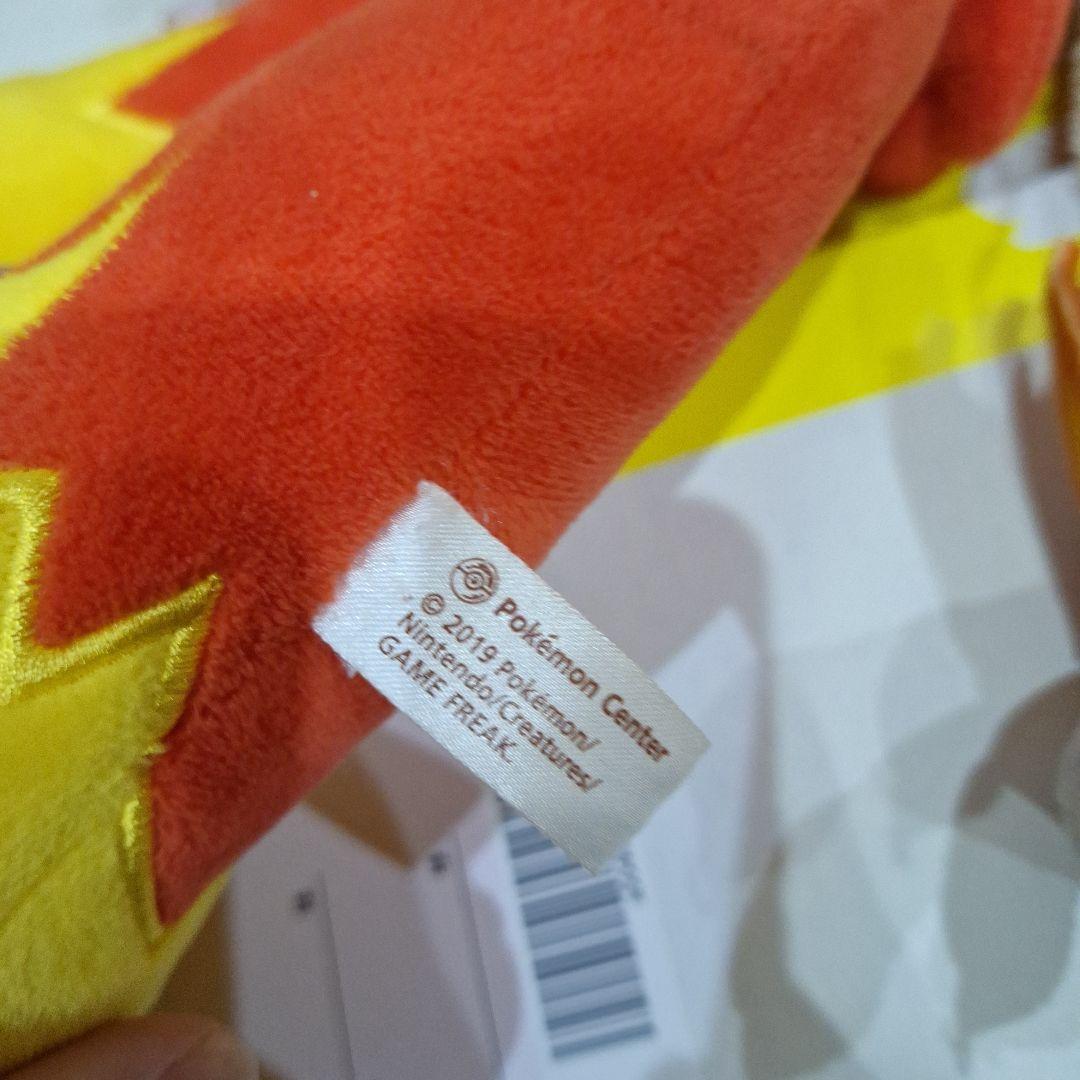 Pokémon Center
© 2019 Pokémon/
Nintendo/Creatures/
GAME FREAK.